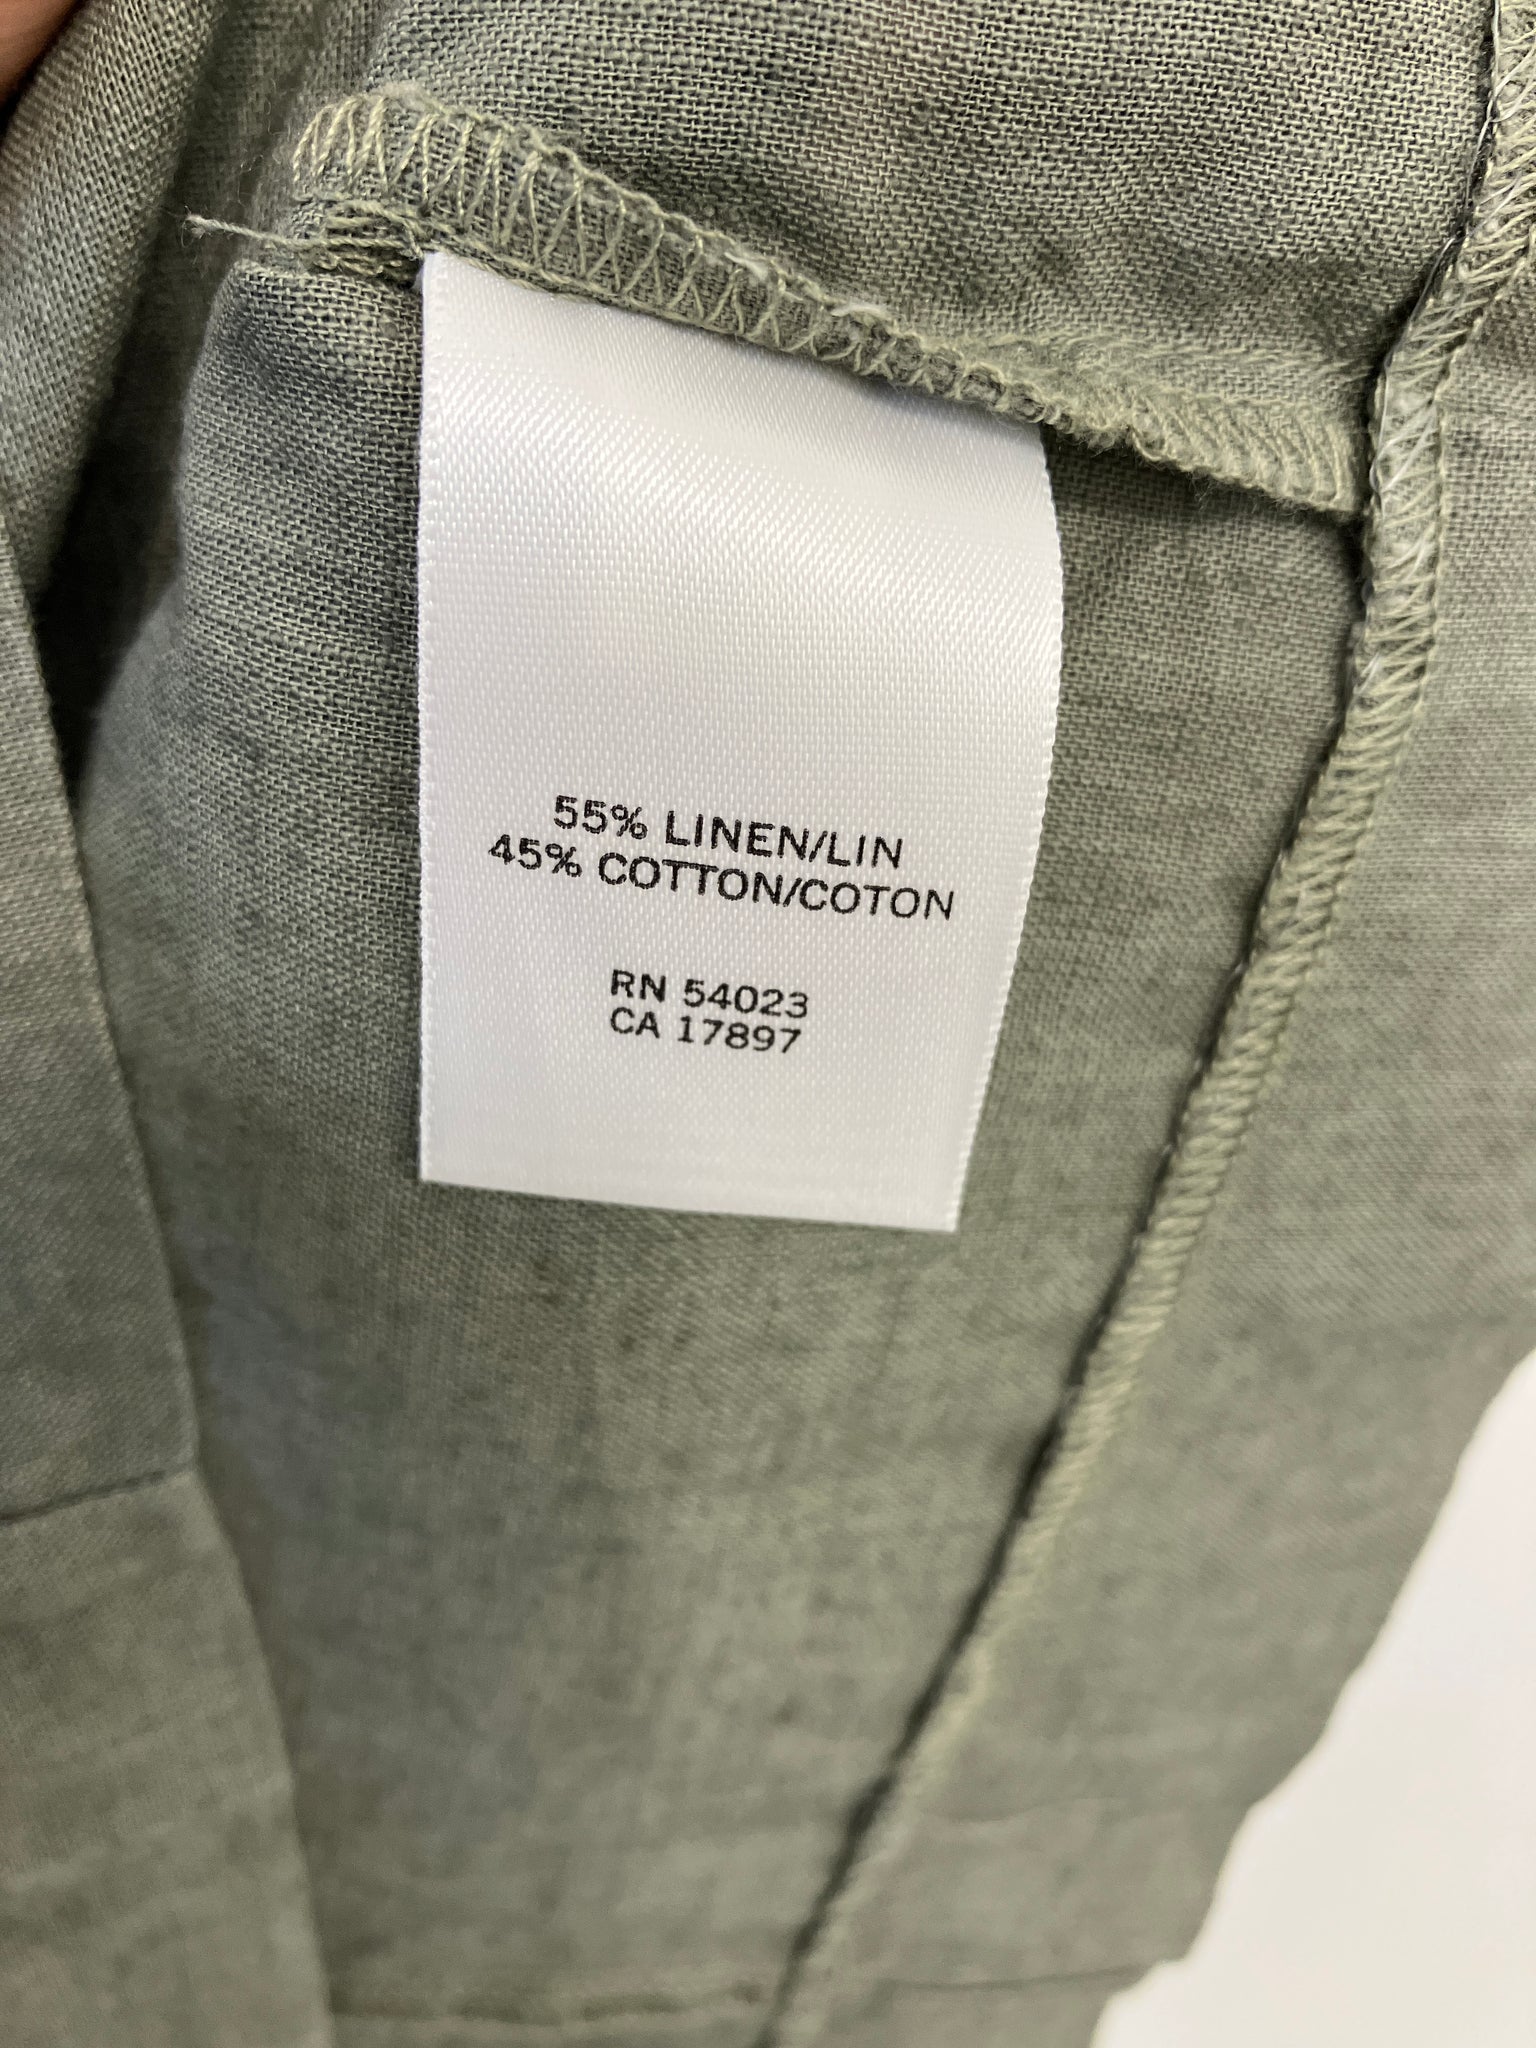 55% LINEN/LIN
45% COTTON/COTON
RN 54023
CA 17897